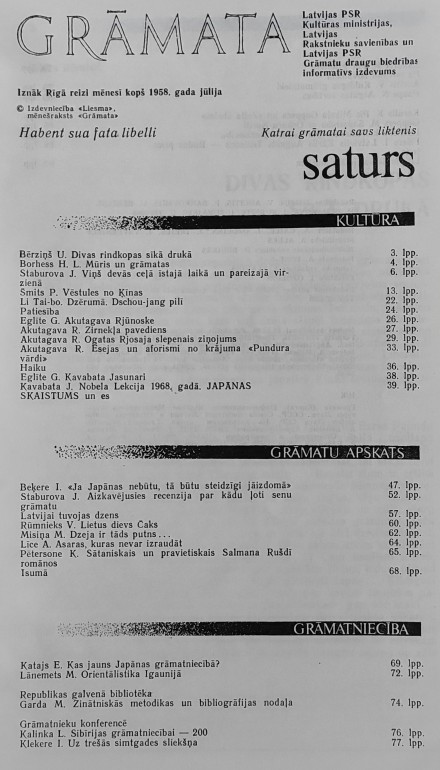 GRĀMATA
Latvijas PSR
Kultūras ministrijas,
Latvijas
Rakstnieku savienības un
Latvijas PSR
Grāmatu draugu biedrības
informatīvs izdevums
Iznāk Rīgā reizi mēnesī kopš 1958. gada jūlija
© Izdevniecība «Liesma»,
mēnešraksts «Grāmata»
Habent sua fata libelli
Katrai grāmatai savs liktenis
saturs
KULTŪRA
Bērziņš U. Divas rindkopas sīkā drukā 3. lpp.
Borhess H. L. Mūris un grāmatas 4. lpp.
Staburova J. Viņš devās ceļā īstajā laikā un pareizajā vir- 6. lpp.
zienā
Šmits P. Vēstules no Ķīnas 13. lpp.
Li Tai-bo. Dzērumā. Dschou-jang pilī 22. lpp.
Patiesība 24. lpp.
Eglīte G. Akutagava Rjūnoske 26. lpp.
Akutagava R. Zirnekļa pavediens 27. lpp.
Akutagava R. Ogatas Rjosaja slepenais ziņojums 29. lpp.
Akutagava R. Esejas un aforismi no krājuma «Pundura 33. lpp.
vārdi»
Haiku 36. lpp.
Eglīte G. Kavabata Jasunari 38. lpp.
Kavabata J. Nobela Lekcija 1968. gadā. JAPĀNAS 39. lpp.
SKAISTUMS un es
GRĀMATU APSKATS
Beķere I. «Ja Japānas nebūtu, tā būtu steidzīgi jāizdomā» 47. lpp.
Staburova J. Aizkavējusies recenzija par kādu ļoti senu 52. lpp.
grāmatu
Latvijai tuvojas dzens 57. lpp.
Rūmnieks V. Lietus dievs Čaks 60. lpp.
Misiņa M. Dzeja ir tāds putns... 62. lpp.
Līce A. Asaras, kuras nevar izraudāt 64. lpp.
Pētersone K. Sātaniskais un pravietiskais Salmana Rušdī 65. lpp.
romānos
Īsumā 68. lpp.
GRĀMATNIECĪBA
Katajs E. Kas jauns Japānas grāmatniecībā? 69. lpp.
Lānemets M. Orientālistika Igaunijā 72. lpp.
Republikas galvenā bibliotēka
Garda M. Zinātniskās metodikas un bibliogrāfijas nodaļa 74. lpp.
Grāmatnieku konferencē
Kalinka L. Sibīrijas grāmatniecībai — 200 76. lpp.
Klekere I. Uz trešās simtgades sliekšņa 77. lpp.